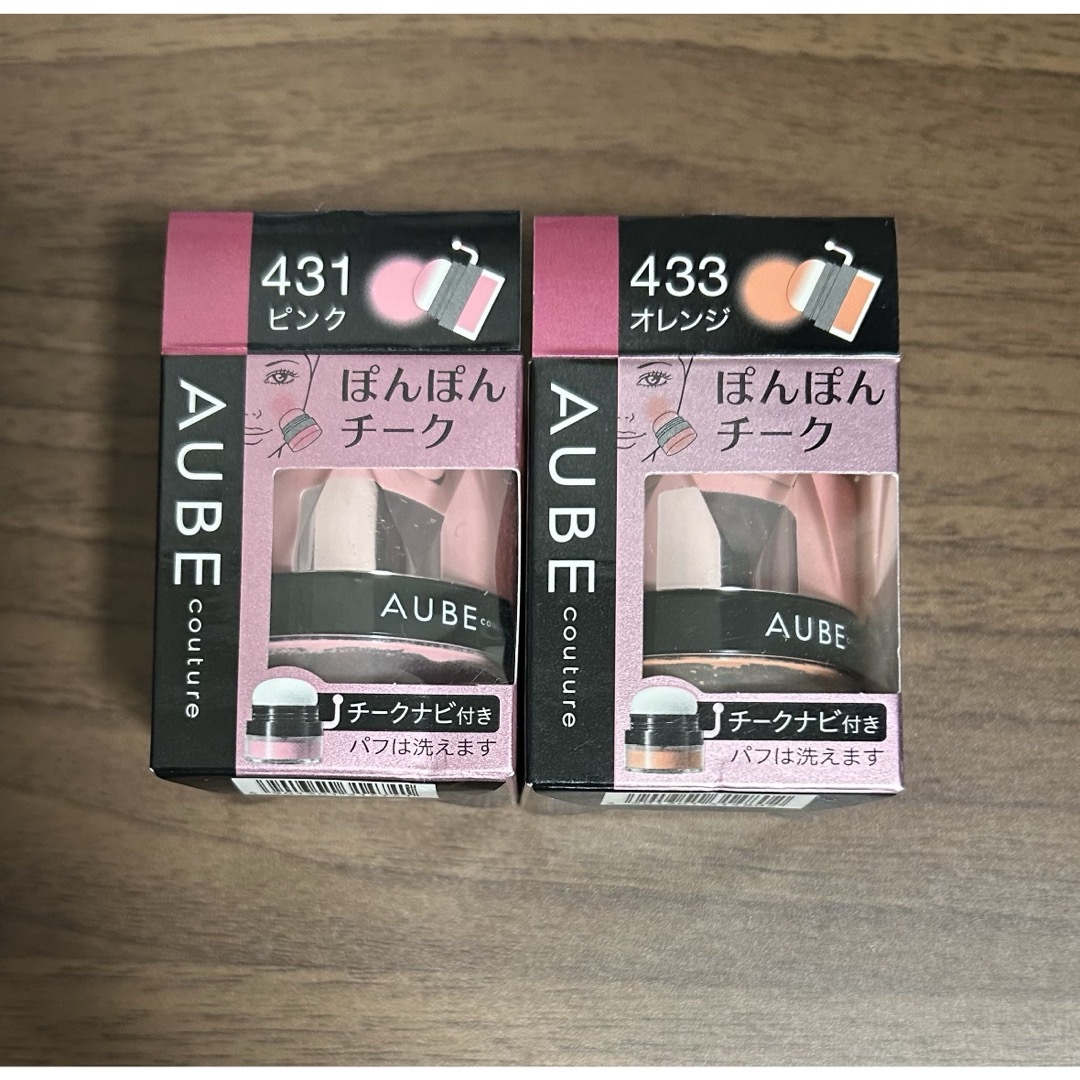 431
ピンク
ぽんぽん
チーク
AUBE couture
AUBE
チークナビ付き
パフは洗えます
433
オレンジ
ぽんぽん
チーク
AUBE couture
AUBE
チークナビ付き
パフは洗えます